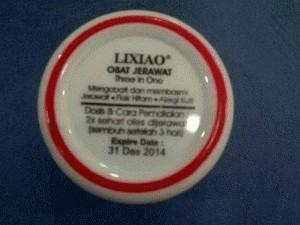 LIXIAO®
OBAT JERAWAT
Three In One
Mengobati dan membasmi
Jerawat • Flek Hitam • Alergi Kulit
Dosis & Cara Pemakaian :
2x sehari oles dijerawat
(sembuh setelah 3 hari)
Expire Date :
31 Des 2014